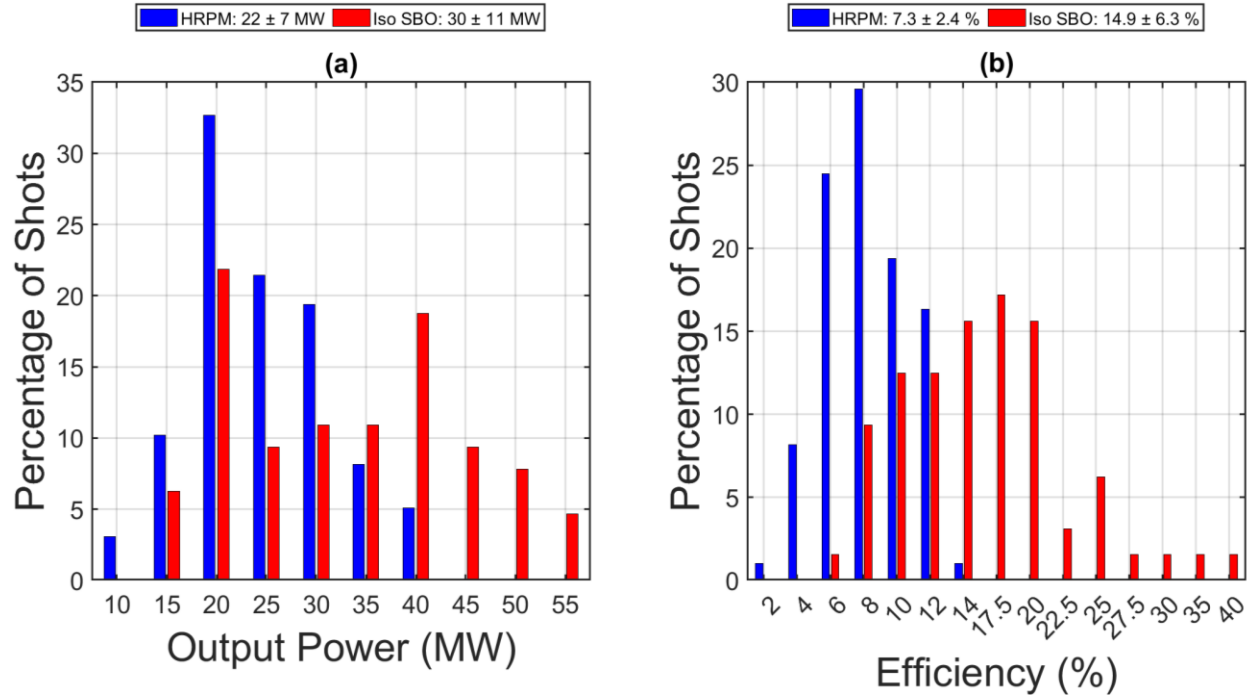 HRPM: 22 ± 7 MW Iso SBO: 30 ± 11 MW
(a)
Percentage of Shots
35
30
25
20
15
10
5
0
10 15 20 25 30 35 40 45 50 55
Output Power (MW)
HRPM: 7.3 ± 2.4 % Iso SBO: 14.9 ± 6.3 %
(b)
Percentage of Shots
30
25
20
15
10
5
0
2 4 6 8 10 12 14 17.5 20 22.5 25 27.5 30 35 40
Efficiency (%)